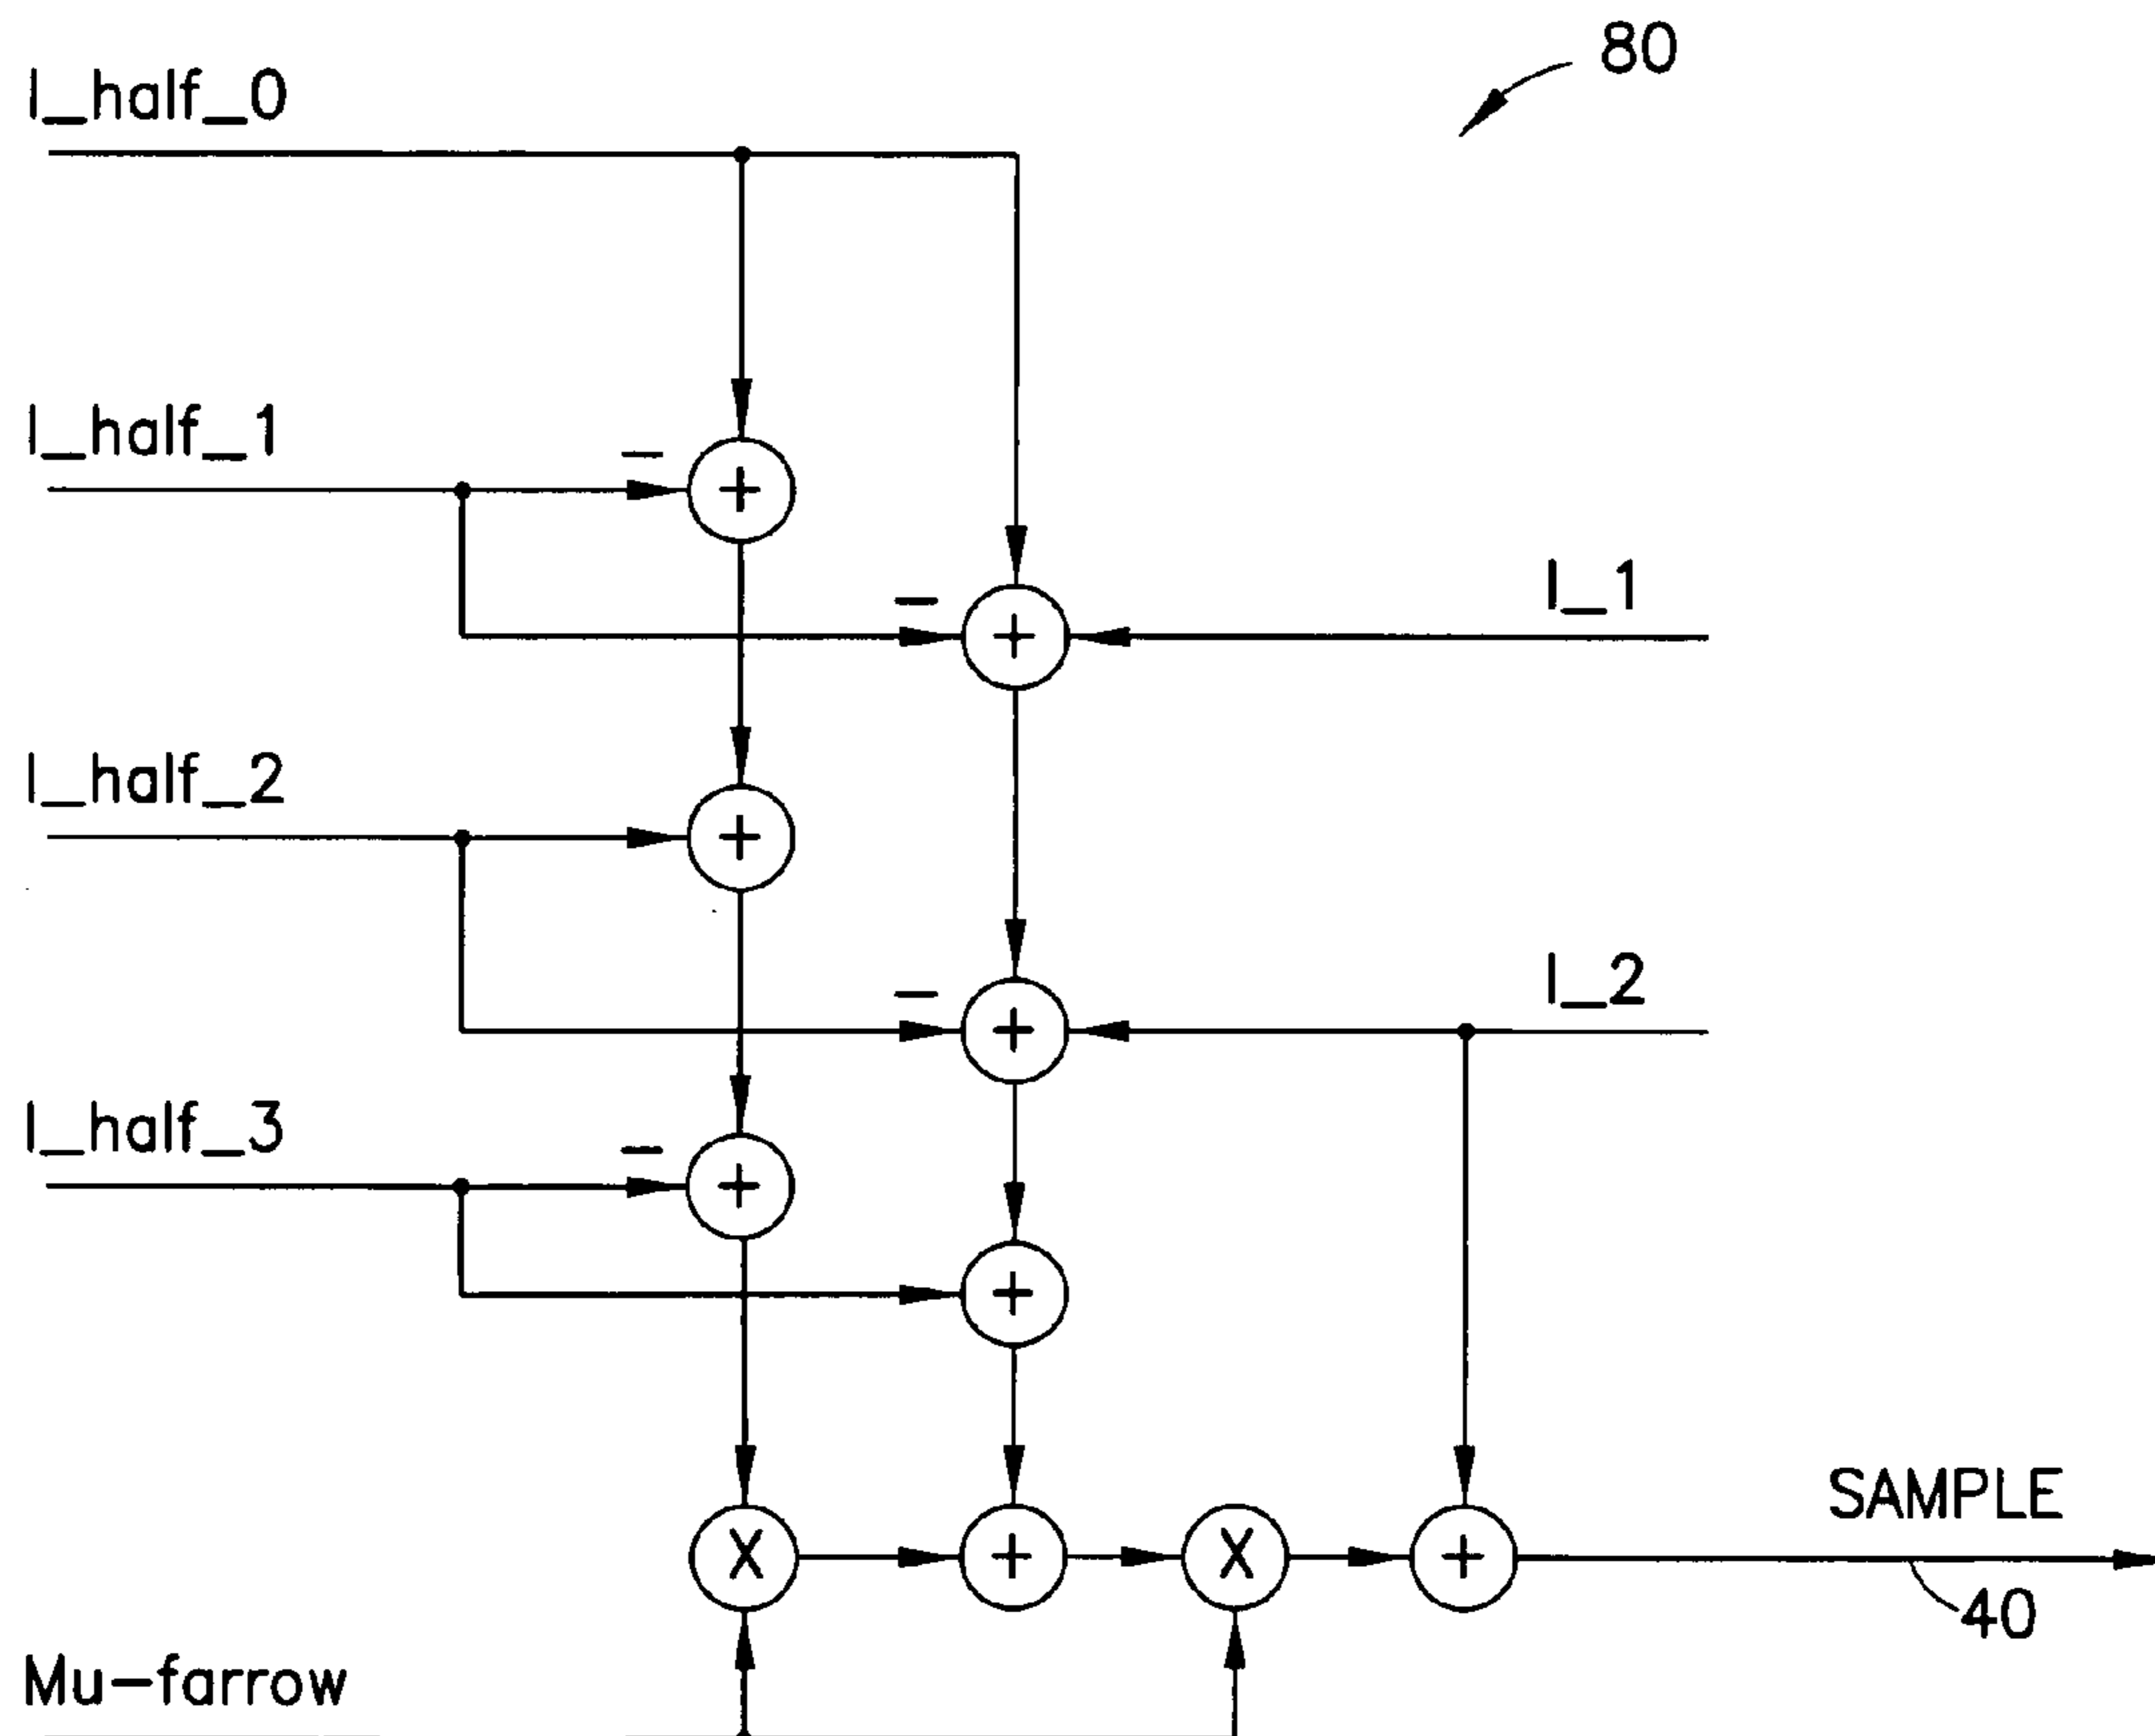 80
I_half_0
I_half_1
−
I_1
−
I_half_2
I_2
−
I_half_3
−
SAMPLE
40
Mu-farrow
+
+
+
+
+
+
X
+
X
+